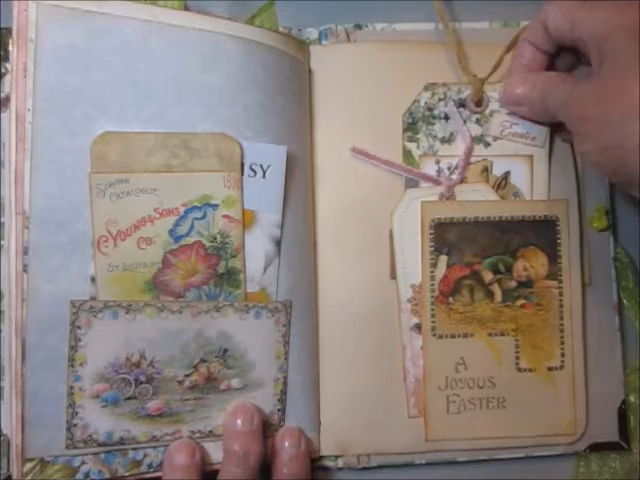 SPRING
CATALOGUE
18
C. YOUNG & SONS
CO.
ST. LOUIS
SY
A
JOYOUS
EASTER